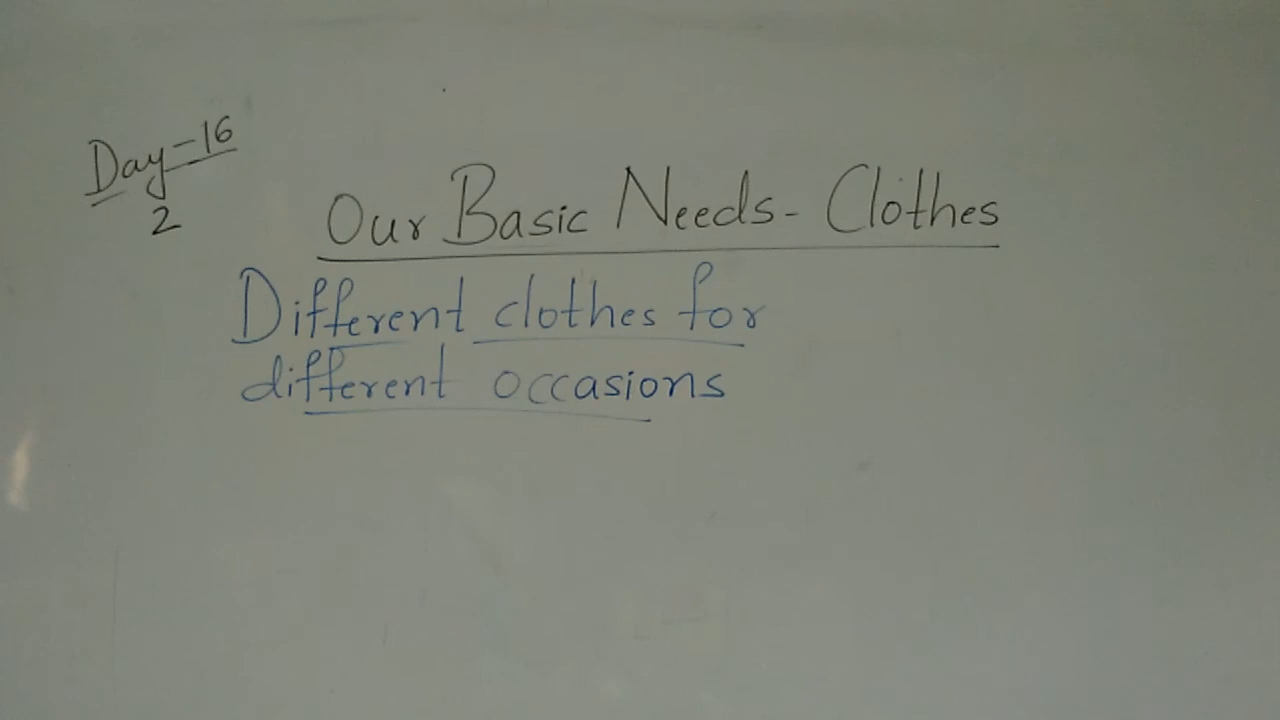 Day-16
2
Our Basic Needs- Clothes
Different clothes for
different occasions